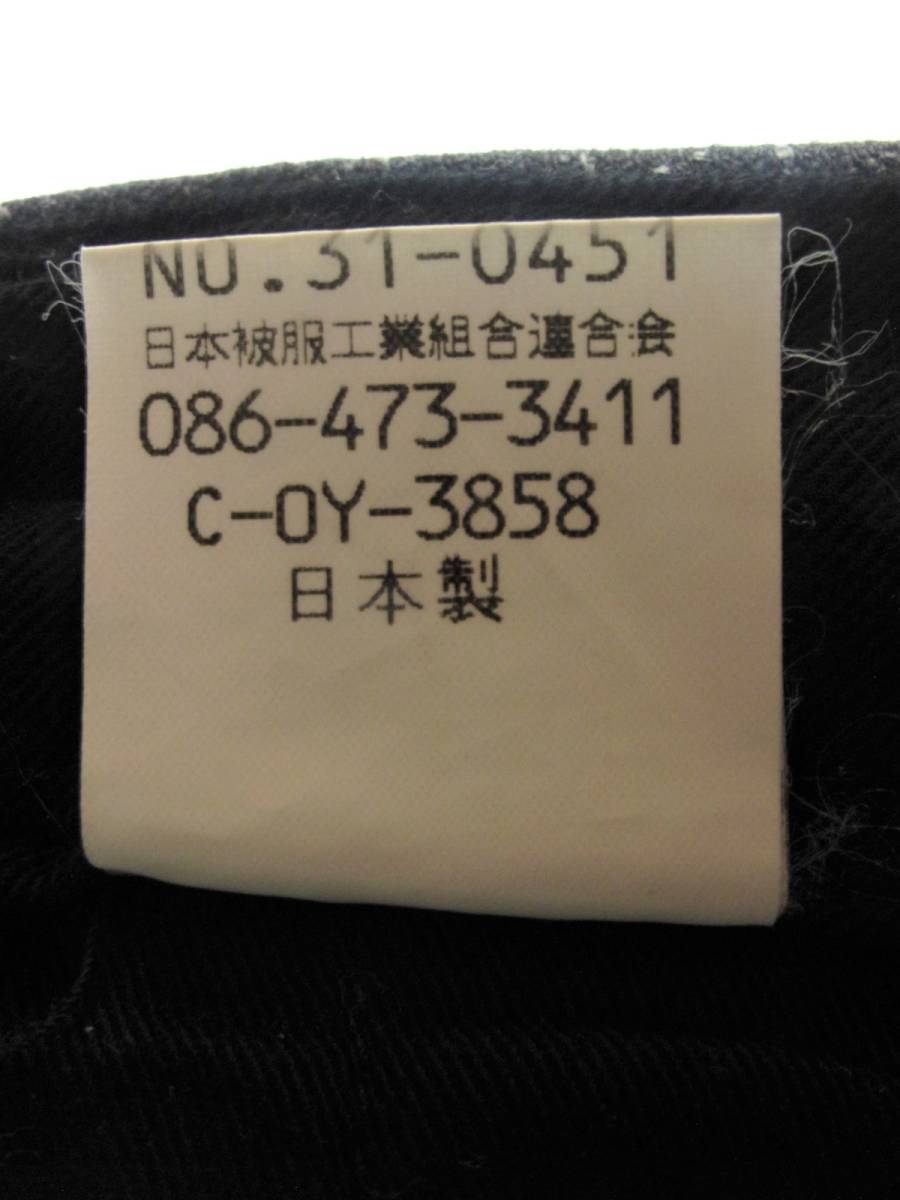 NO.31-0451
日本被服工業組合連合会
086-473-3411
C-OY-3858
日本製